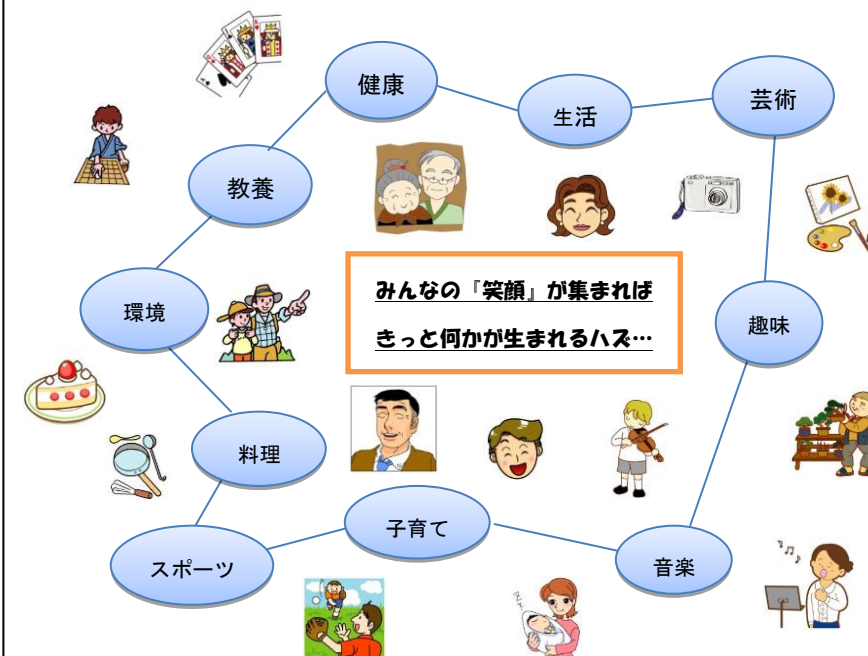 健康
生活
芸術
教養
みんなの『笑顔』が集まれば
きっと何かが生まれるハズ…
環境
趣味
料理
子育て
スポーツ
音楽